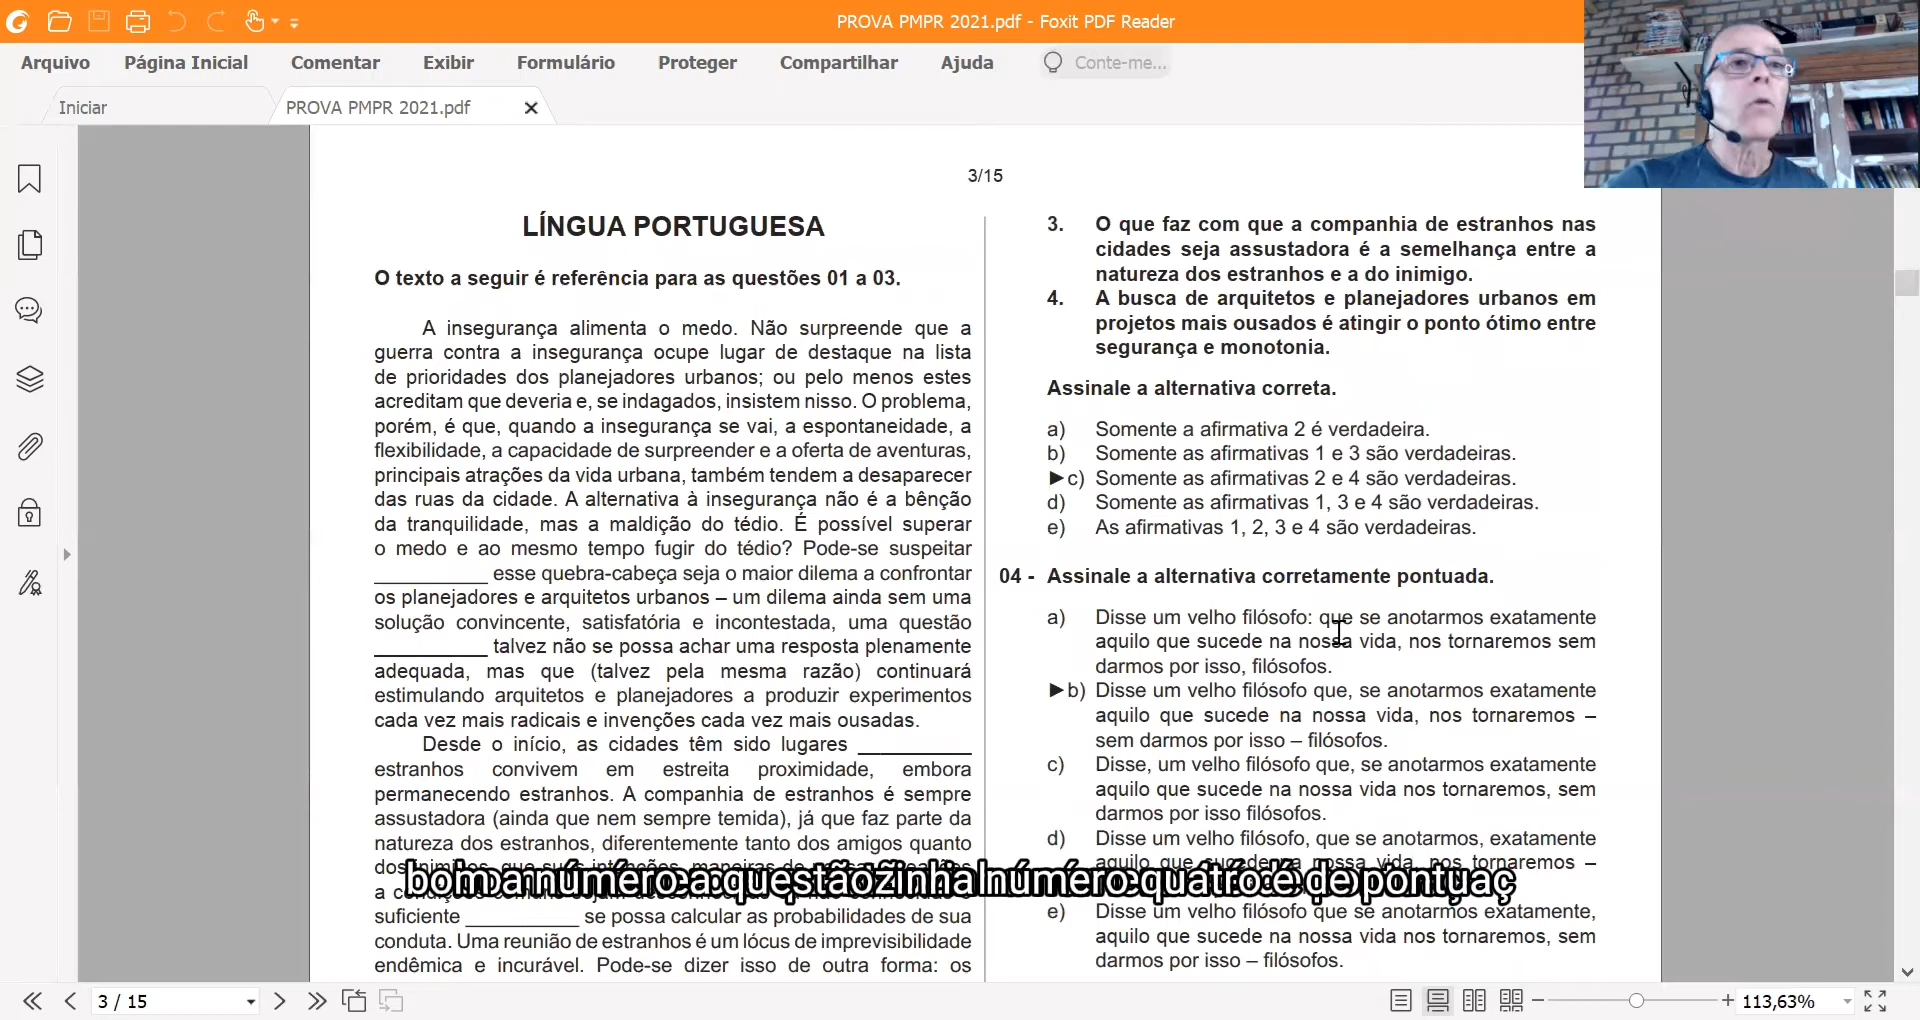 PROVA PMPR 2021.pdf - Foxit PDF Reader
Arquivo Página Inicial Comentar Exibir Formulário Proteger Compartilhar Ajuda Conte-me...
Iniciar PROVA PMPR 2021.pdf
3/15
LÍNGUA PORTUGUESA
O texto a seguir é referência para as questões 01 a 03.
A insegurança alimenta o medo. Não surpreende que a
guerra contra a insegurança ocupe lugar de destaque na lista
de prioridades dos planejadores urbanos; ou pelo menos estes
acreditam que deveria e, se indagados, insistem nisso. O problema,
porém, é que, quando a insegurança se vai, a espontaneidade, a
flexibilidade, a capacidade de surpreender e a oferta de aventuras,
principais atrações da vida urbana, também tendem a desaparecer
das ruas da cidade. A alternativa à insegurança não é a bênção
da tranquilidade, mas a maldição do tédio. É possível superar
o medo e ao mesmo tempo fugir do tédio? Pode-se suspeitar
__________ esse quebra-cabeça seja o maior dilema a confrontar
os planejadores e arquitetos urbanos – um dilema ainda sem uma
solução convincente, satisfatória e incontestada, uma questão
__________ talvez não se possa achar uma resposta plenamente
adequada, mas que (talvez pela mesma razão) continuará
estimulando arquitetos e planejadores a produzir experimentos
cada vez mais radicais e invenções cada vez mais ousadas.
Desde o início, as cidades têm sido lugares __________
estranhos convivem em estreita proximidade, embora
permanecendo estranhos. A companhia de estranhos é sempre
assustadora (ainda que nem sempre temida), já que faz parte da
natureza dos estranhos, diferentemente tanto dos amigos quanto
suficiente __________ se possa calcular as probabilidades de sua
conduta. Uma reunião de estranhos é um lócus de imprevisibilidade
endêmica e incurável. Pode-se dizer isso de outra forma: os
3. O que faz com que a companhia de estranhos nas
cidades seja assustadora é a semelhança entre a
natureza dos estranhos e a do inimigo.
4. A busca de arquitetos e planejadores urbanos em
projetos mais ousados é atingir o ponto ótimo entre
segurança e monotonia.
Assinale a alternativa correta.
a) Somente a afirmativa 2 é verdadeira.
b) Somente as afirmativas 1 e 3 são verdadeiras.
►c) Somente as afirmativas 2 e 4 são verdadeiras.
d) Somente as afirmativas 1, 3 e 4 são verdadeiras.
e) As afirmativas 1, 2, 3 e 4 são verdadeiras.
04 - Assinale a alternativa corretamente pontuada.
a) Disse um velho filósofo: que se anotarmos exatamente
aquilo que sucede na nossa vida, nos tornaremos sem
darmos por isso, filósofos.
►b) Disse um velho filósofo que, se anotarmos exatamente
aquilo que sucede na nossa vida, nos tornaremos –
sem darmos por isso – filósofos.
c) Disse, um velho filósofo que, se anotarmos exatamente
aquilo que sucede na nossa vida nos tornaremos, sem
darmos por isso filósofos.
d) Disse um velho filósofo, que se anotarmos, exatamente
aquilo que sucede na nossa vida, nos tornaremos –
e) Disse um velho filósofo que se anotarmos exatamente,
aquilo que sucede na nossa vida nos tornaremos, sem
darmos por isso – filósofos.
questãozinha número quatro é de pontuaç
3 / 15
113,63%